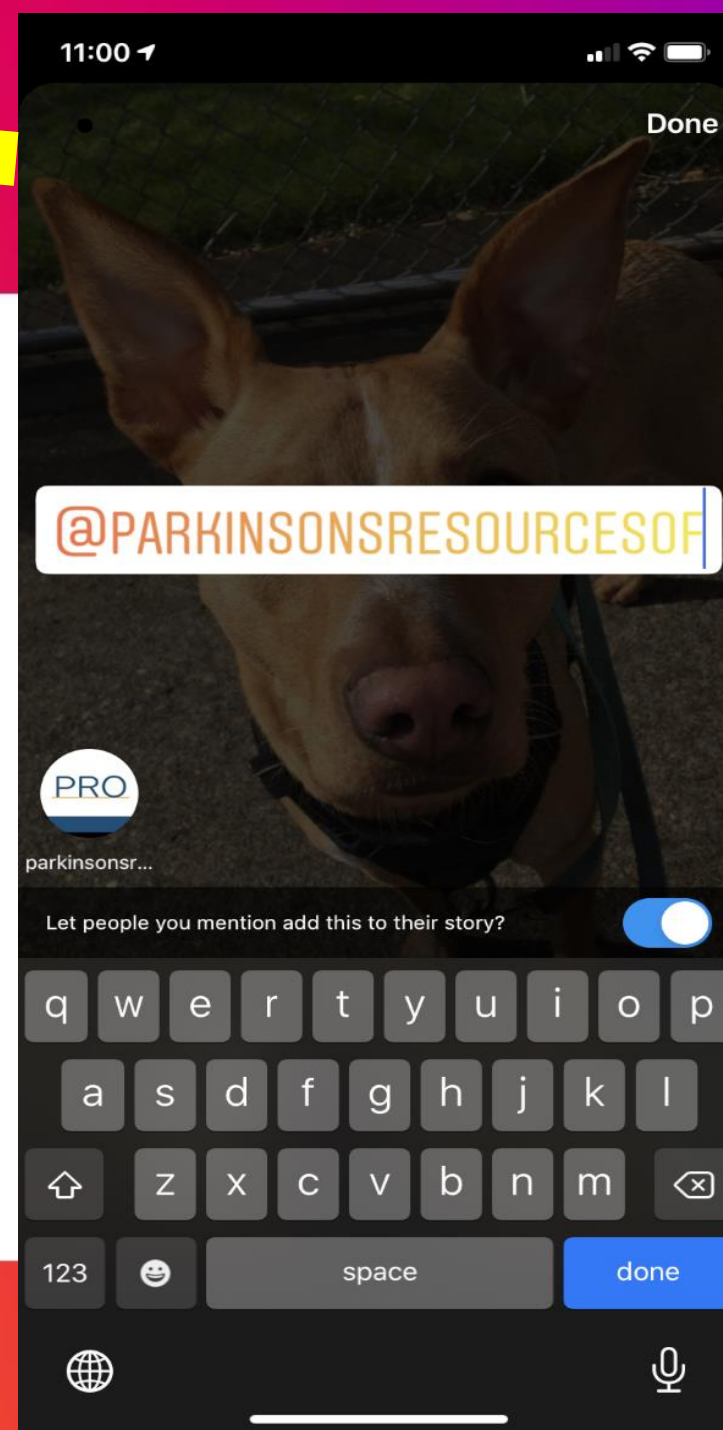 11:00
Done
@PARKINSONSRESOURCESOF
PRO
parkinsonsr...
Let people you mention add this to their story?
q w e r t y u i o p
a s d f g h j k l
z x c v b n m
123 space done